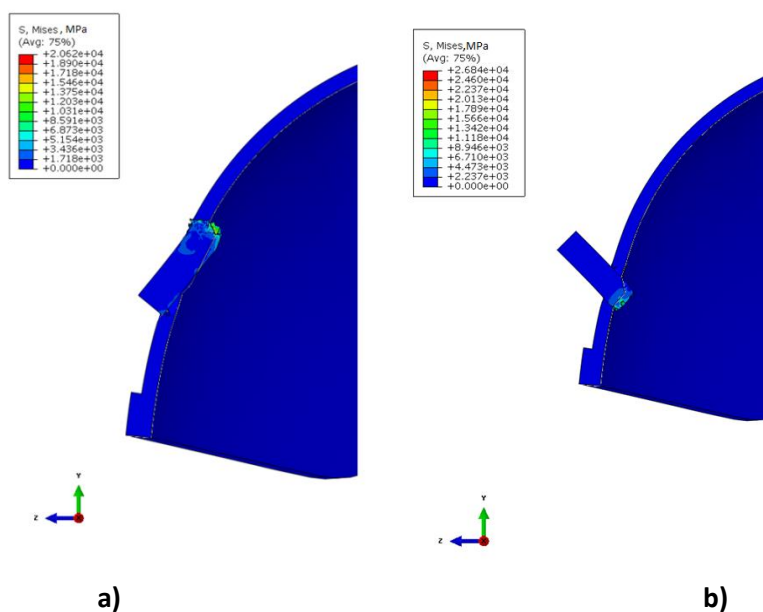 S, Mises, MPa
(Avg: 75%)
+2.062e+04
+1.890e+04
+1.718e+04
+1.546e+04
+1.375e+04
+1.203e+04
+1.031e+04
+8.591e+03
+6.873e+03
+5.154e+03
+3.436e+03
+1.718e+03
+0.000e+00
Y
Z
X
a)
S, Mises,MPa
(Avg: 75%)
+2.684e+04
+2.460e+04
+2.237e+04
+2.013e+04
+1.789e+04
+1.566e+04
+1.342e+04
+1.118e+04
+8.946e+03
+6.710e+03
+4.473e+03
+2.237e+03
+0.000e+00
Y
Z
X
b)